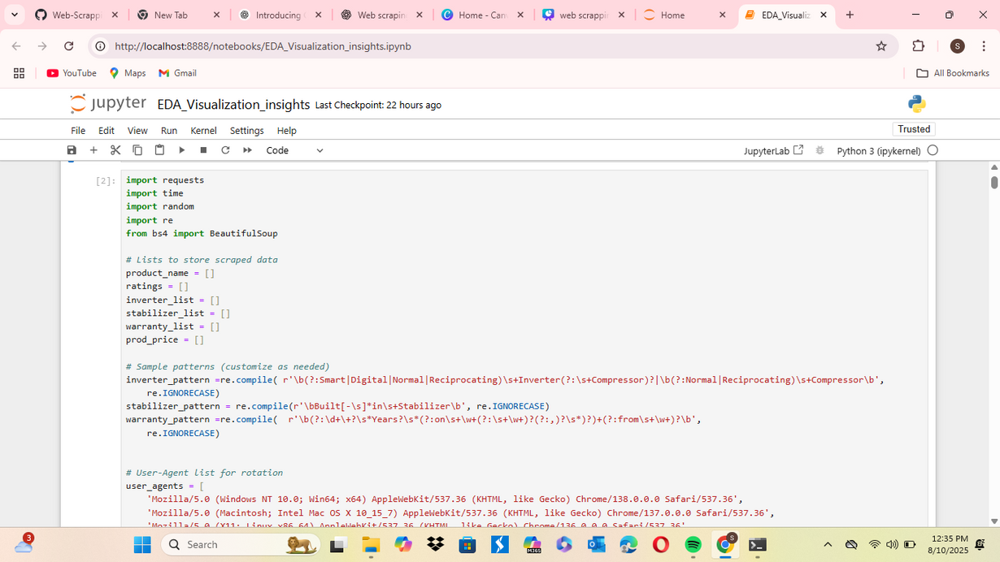 Web-Scrapp
New Tab
Introducing
Web scrapin
Home - Can
web scrappi
Home
EDA_Visualiz
http://localhost:8888/notebooks/EDA_Visualization_insights.ipynb
S
YouTube
Maps
Gmail
All Bookmarks
jupyter EDA_Visualization_insights Last Checkpoint: 22 hours ago
File Edit View Run Kernel Settings Help
Trusted
Code
JupyterLab
Python 3 (ipykernel)
[2]:
import requests
import time
import random
import re
from bs4 import BeautifulSoup
# Lists to store scraped data
product_name = []
ratings = []
inverter_list = []
stabilizer_list = []
warranty_list = []
prod_price = []
# Sample patterns (customize as needed)
inverter_pattern =re.compile( r'\b(?:Smart|Digital|Normal|Reciprocating)\s+Inverter(?:\s+Compressor)?|\b(?:Normal|Reciprocating)\s+Compressor\b',
re.IGNORECASE)
stabilizer_pattern = re.compile(r'\bBuilt[-\s]*in\s+Stabilizer\b', re.IGNORECASE)
warranty_pattern =re.compile(  r'\b(?:\d+\+?\s*Years?\s*(?:on\s+\w+(?:\s+\w+)?(?:,)?\s*)?)+(?:from\s+\w+)?\b',
re.IGNORECASE)
# User-Agent list for rotation
user_agents = [
'Mozilla/5.0 (Windows NT 10.0; Win64; x64) AppleWebKit/537.36 (KHTML, like Gecko) Chrome/138.0.0.0 Safari/537.36',
'Mozilla/5.0 (Macintosh; Intel Mac OS X 10_15_7) AppleWebKit/537.36 (KHTML, like Gecko) Chrome/137.0.0.0 Safari/537.36',
'Mozilla/5.0 (X11; Linux x86_64) AppleWebKit/537.36 (KHTML, like Gecko) Chrome/136.0.0.0 Safari/537.36'
3
Search
M365
S
12:35 PM
8/10/2025